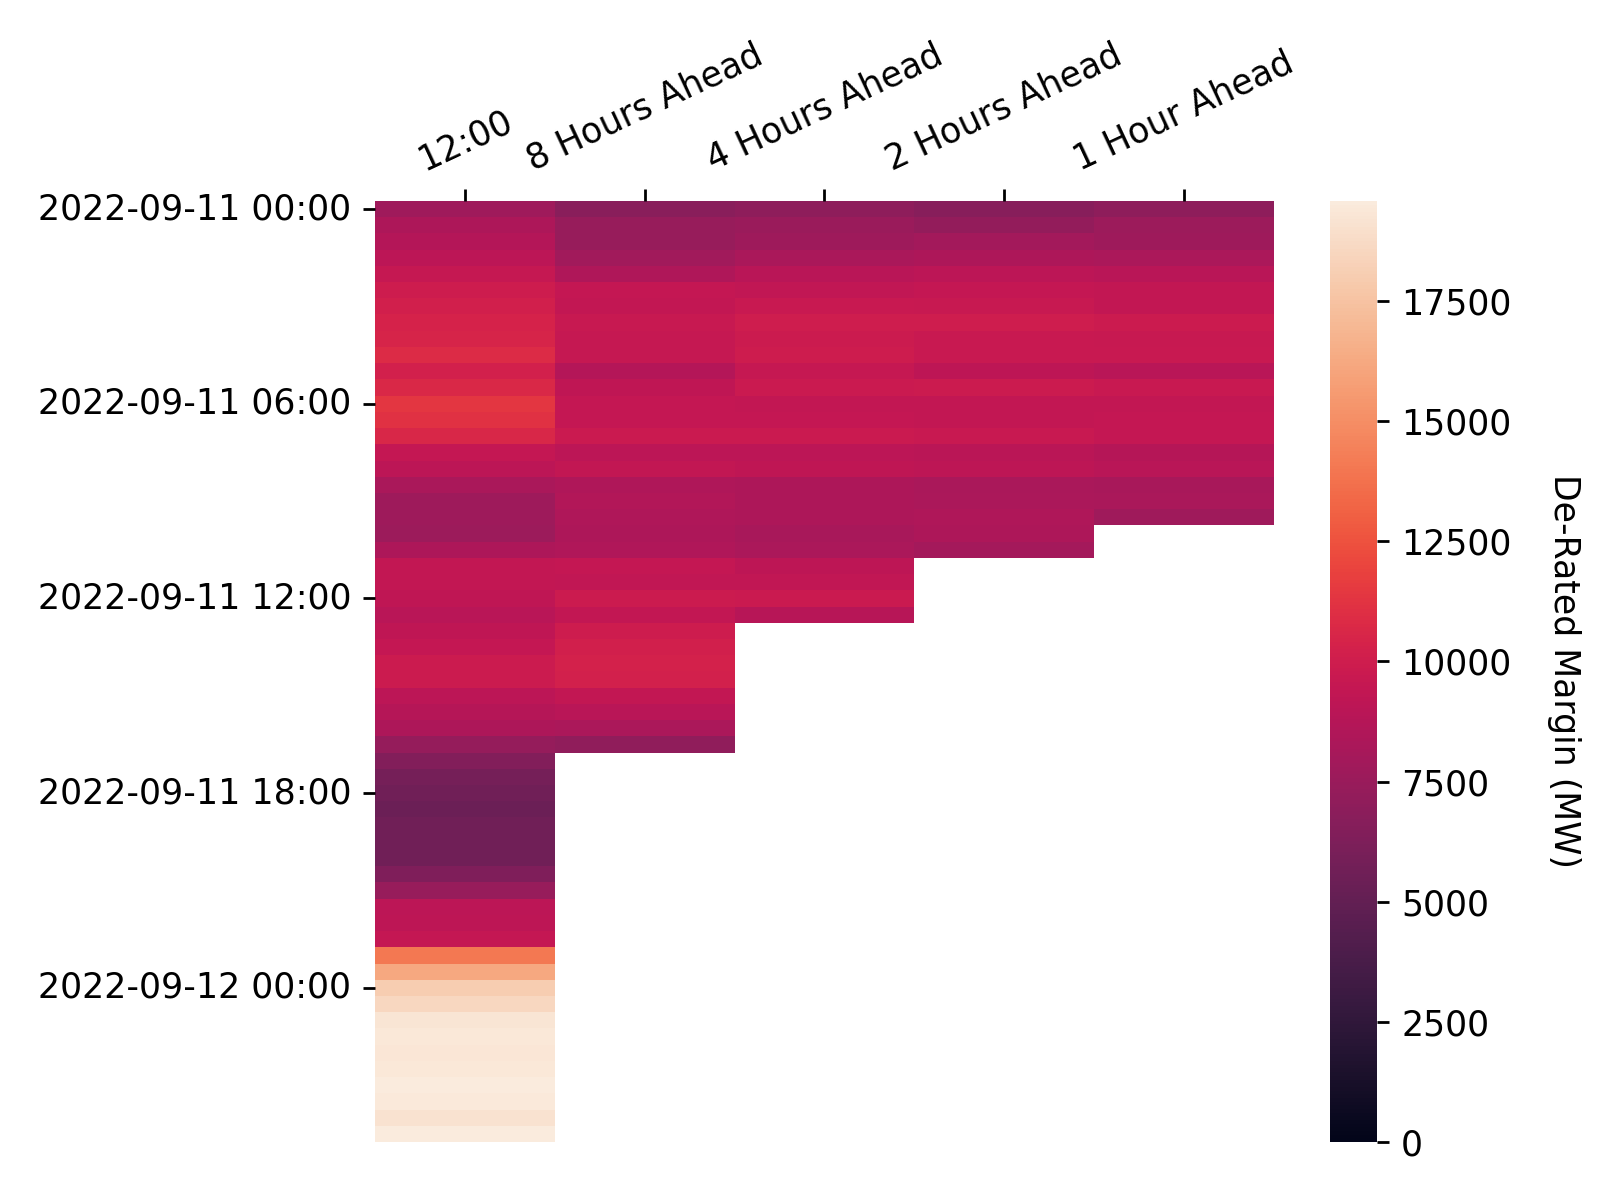 12:00
8 Hours Ahead
4 Hours Ahead
2 Hours Ahead
1 Hour Ahead
2022-09-11 00:00
2022-09-11 06:00
2022-09-11 12:00
2022-09-11 18:00
2022-09-12 00:00
17500
15000
12500
10000
7500
5000
2500
0
De-Rated Margin (MW)